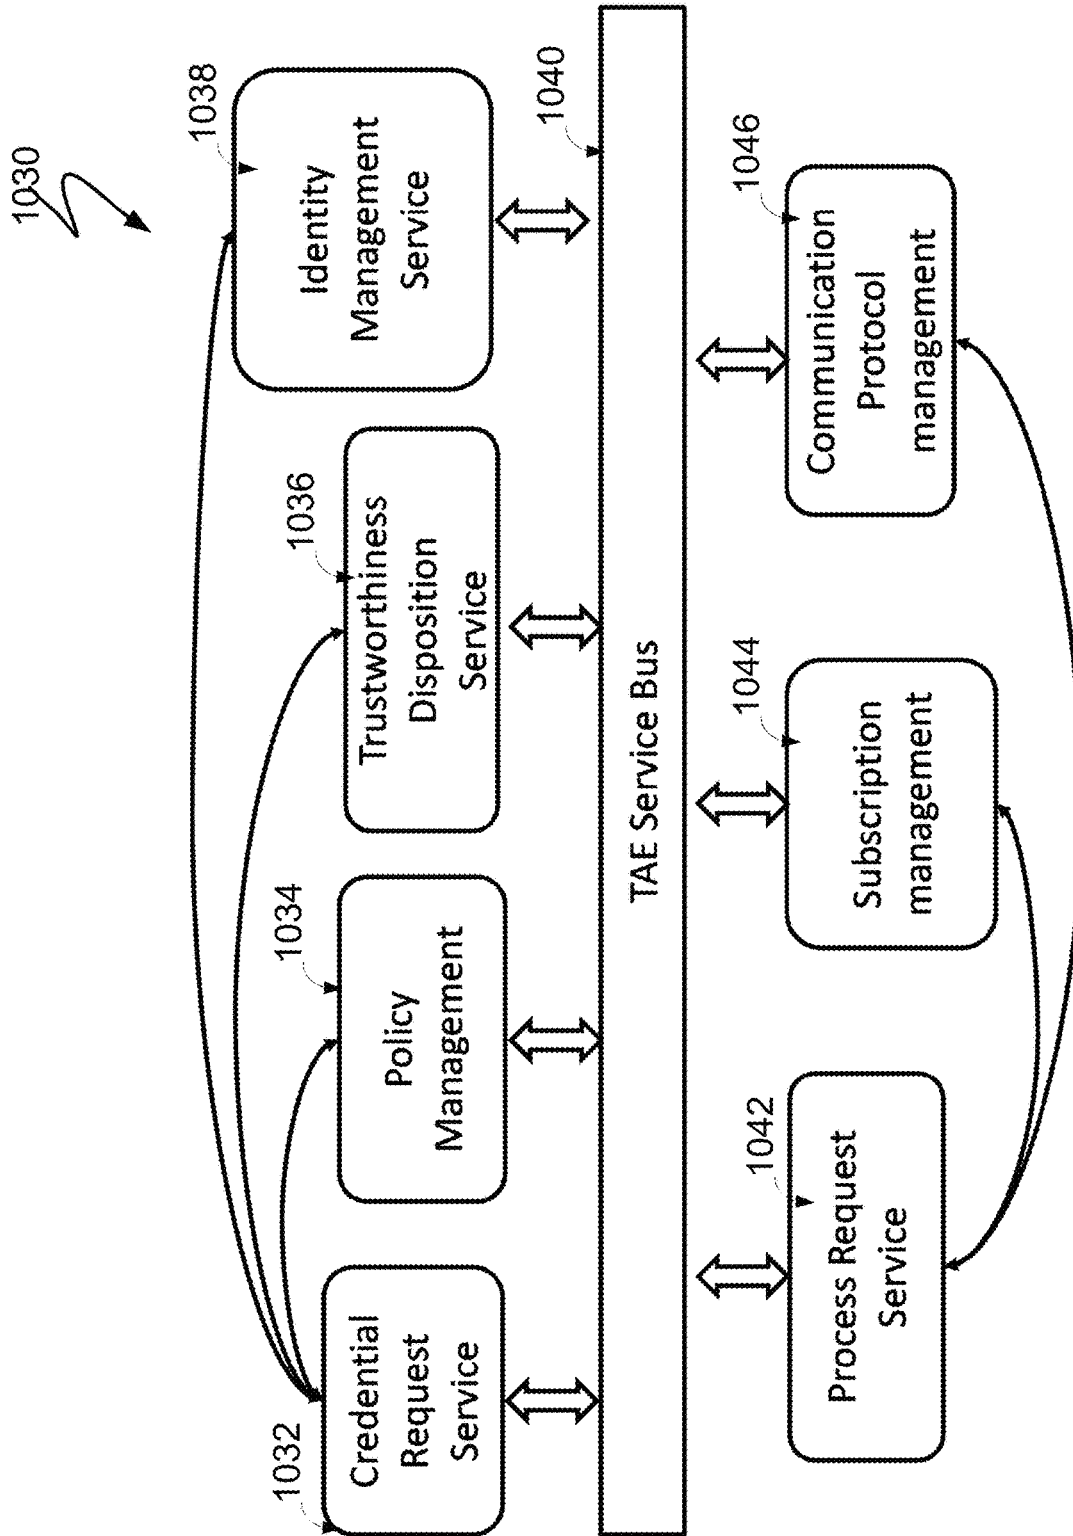 1030
1032
Credential
Request
Service
1034
Policy
Management
1036
Trustworthiness
Disposition
Service
1038
Identity
Management
Service
1040
TAE Service Bus
1042
Process Request
Service
1044
Subscription
management
1046
Communication
Protocol
management